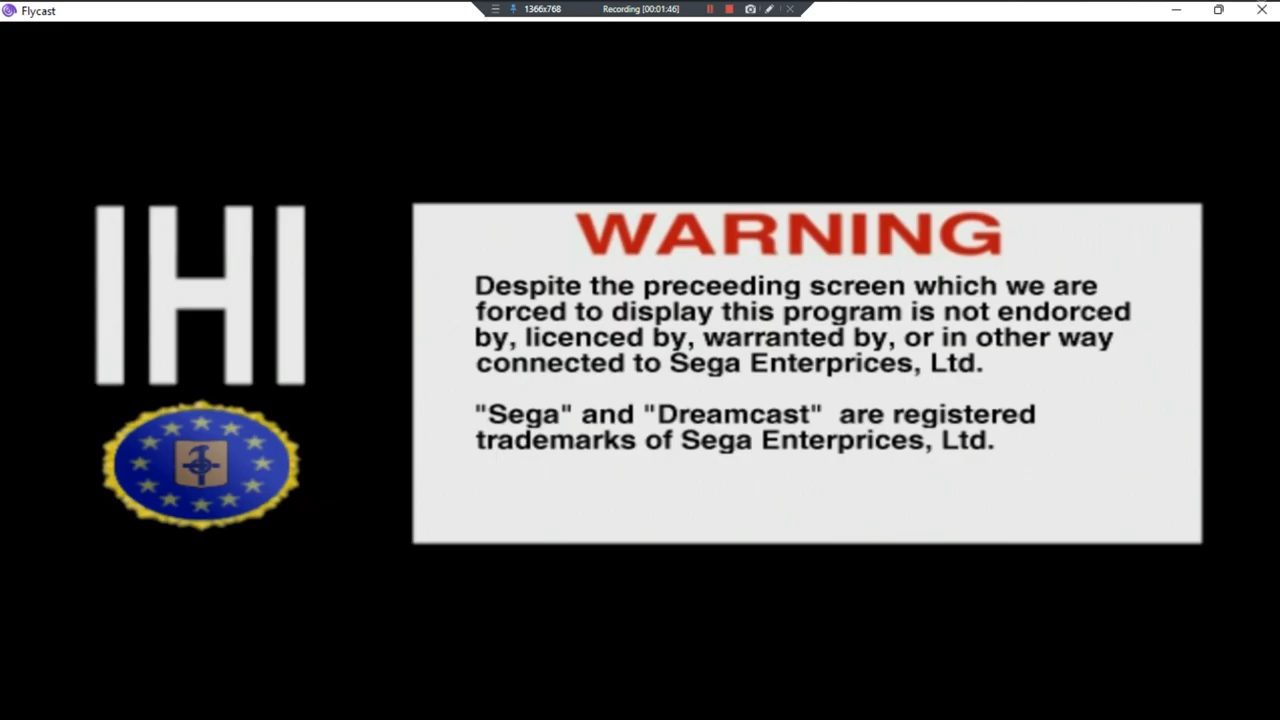 Flycast
1366x768
Recording [00:01:46]
IHI
WARNING
Despite the preceeding screen which we are
forced to display this program is not endorced
by, licenced by, warranted by, or in other way
connected to Sega Enterprices, Ltd.
"Sega" and "Dreamcast" are registered
trademarks of Sega Enterprices, Ltd.